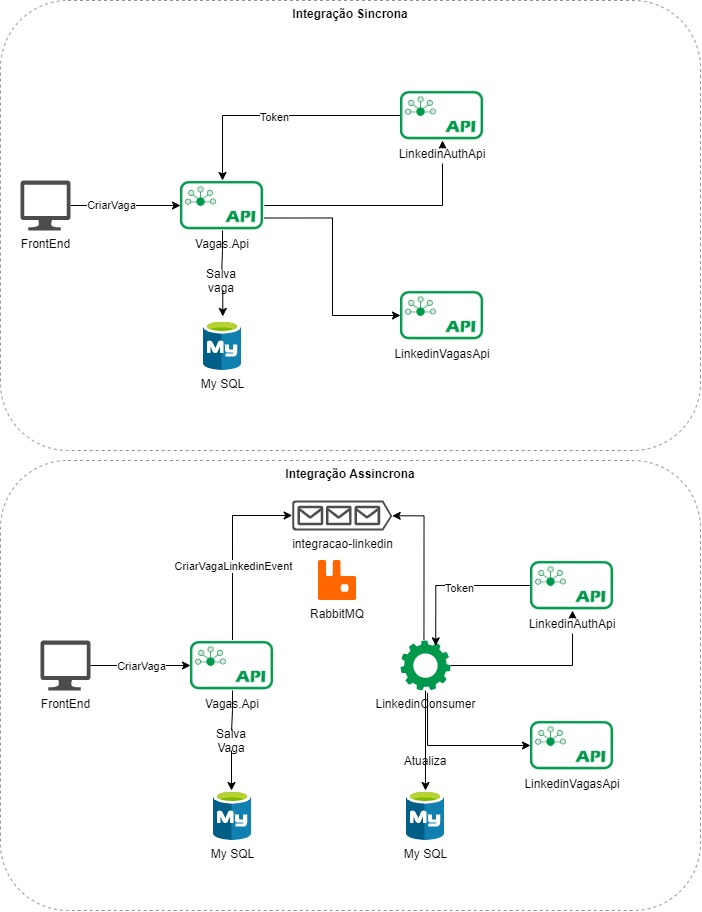 Integração Sincrona
API
LinkedinAuthApi
Token
FrontEnd
CriarVaga
API
Vagas.Api
Salva
vaga
My
My SQL
API
LinkedinVagasApi
Integração Assincrona
integracao-linkedin
CriarVagaLinkedinEvent
RabbitMQ
API
LinkedinAuthApi
Token
FrontEnd
CriarVaga
API
Vagas.Api
LinkedinConsumer
Salva
Vaga
Atualiza
API
LinkedinVagasApi
My
My SQL
My
My SQL